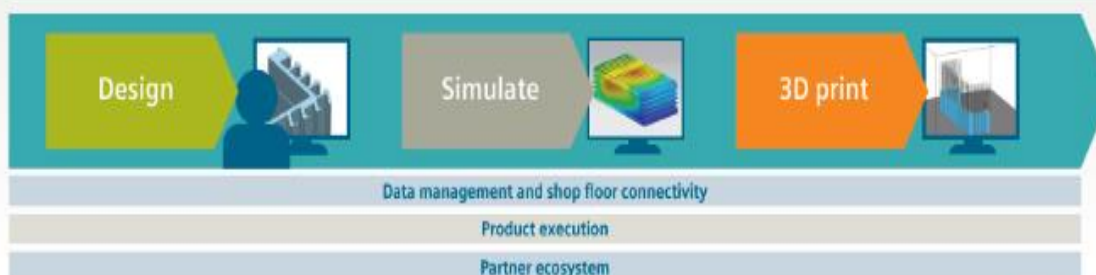 Design
Simulate
3D print
Data management and shop floor connectivity
Product execution
Partner ecosystem